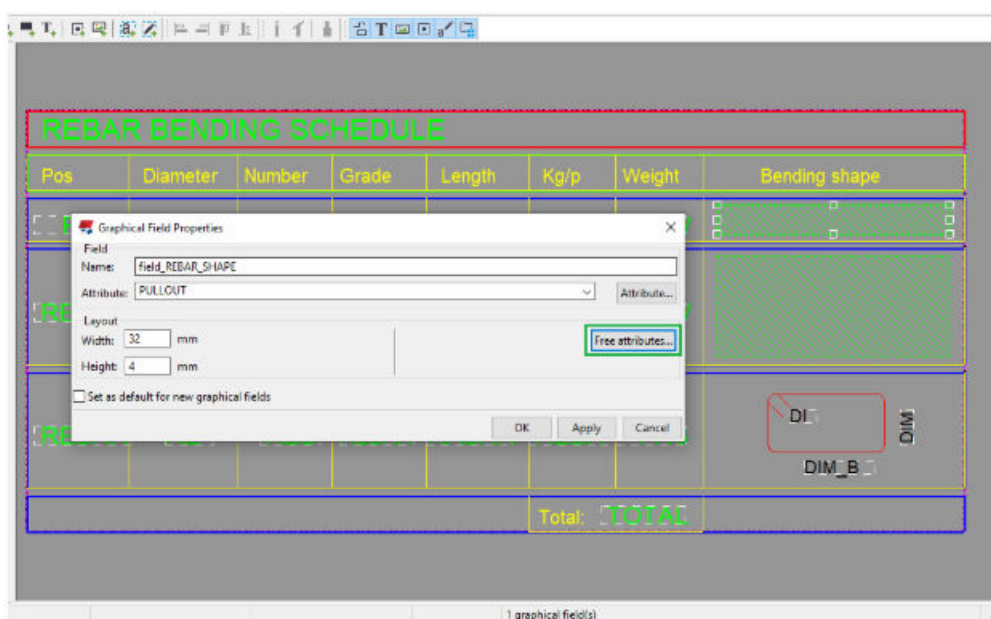 REBAR BENDING SCHEDULE
Pos Diameter Number Grade Length Kg/p Weight Bending shape
Graphical Field Properties
Field
Name: field_REBAR_SHAPE
Attribute: PULLOUT Attribute...
Layout
Width: 32 mm Free attributes...
Height: 4 mm
Set as default for new graphical fields
OK Apply Cancel
DI
DIM
DIM_B
Total: TOTAL
1 graphical field(s)